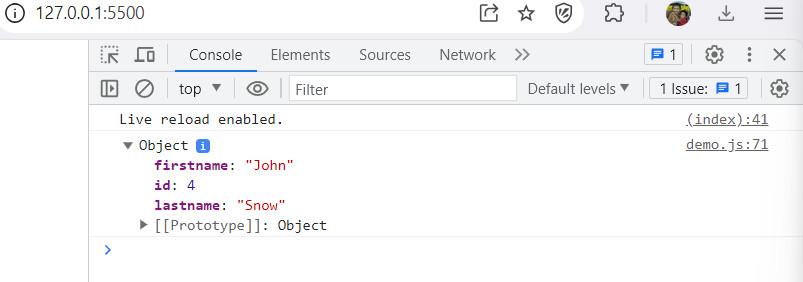 127.0.0.1:5500
Console Elements Sources Network 1
top Filter Default levels 1 Issue: 1
Live reload enabled. (index):41
Object i demo.js:71
firstname: "John"
id: 4
lastname: "Snow"
[[Prototype]]: Object